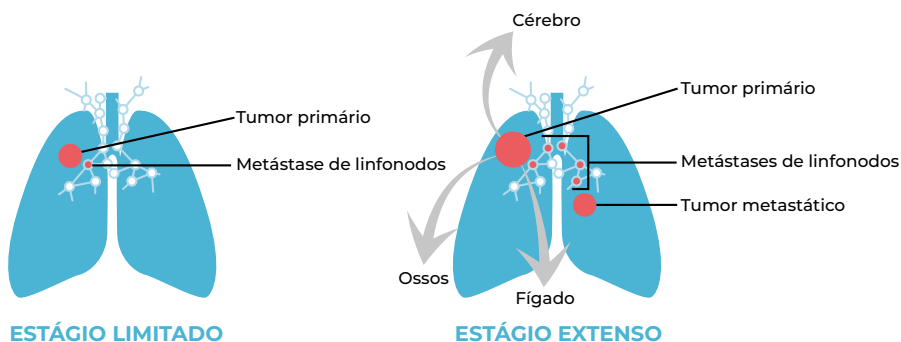 Tumor primário
Metástase de linfonodos
ESTÁGIO LIMITADO
Cérebro
Tumor primário
Metástases de linfonodos
Tumor metastático
Ossos
Fígado
ESTÁGIO EXTENSO